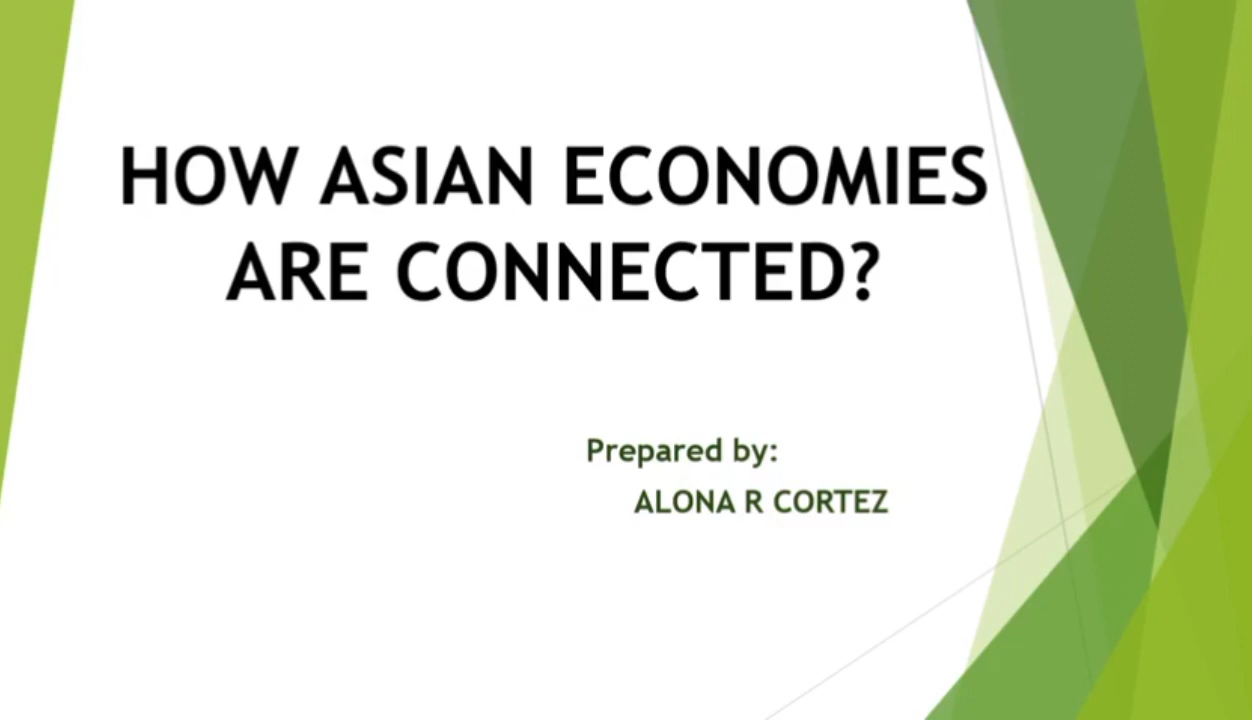 HOW ASIAN ECONOMIES
ARE CONNECTED?
Prepared by:
ALONA R CORTEZ